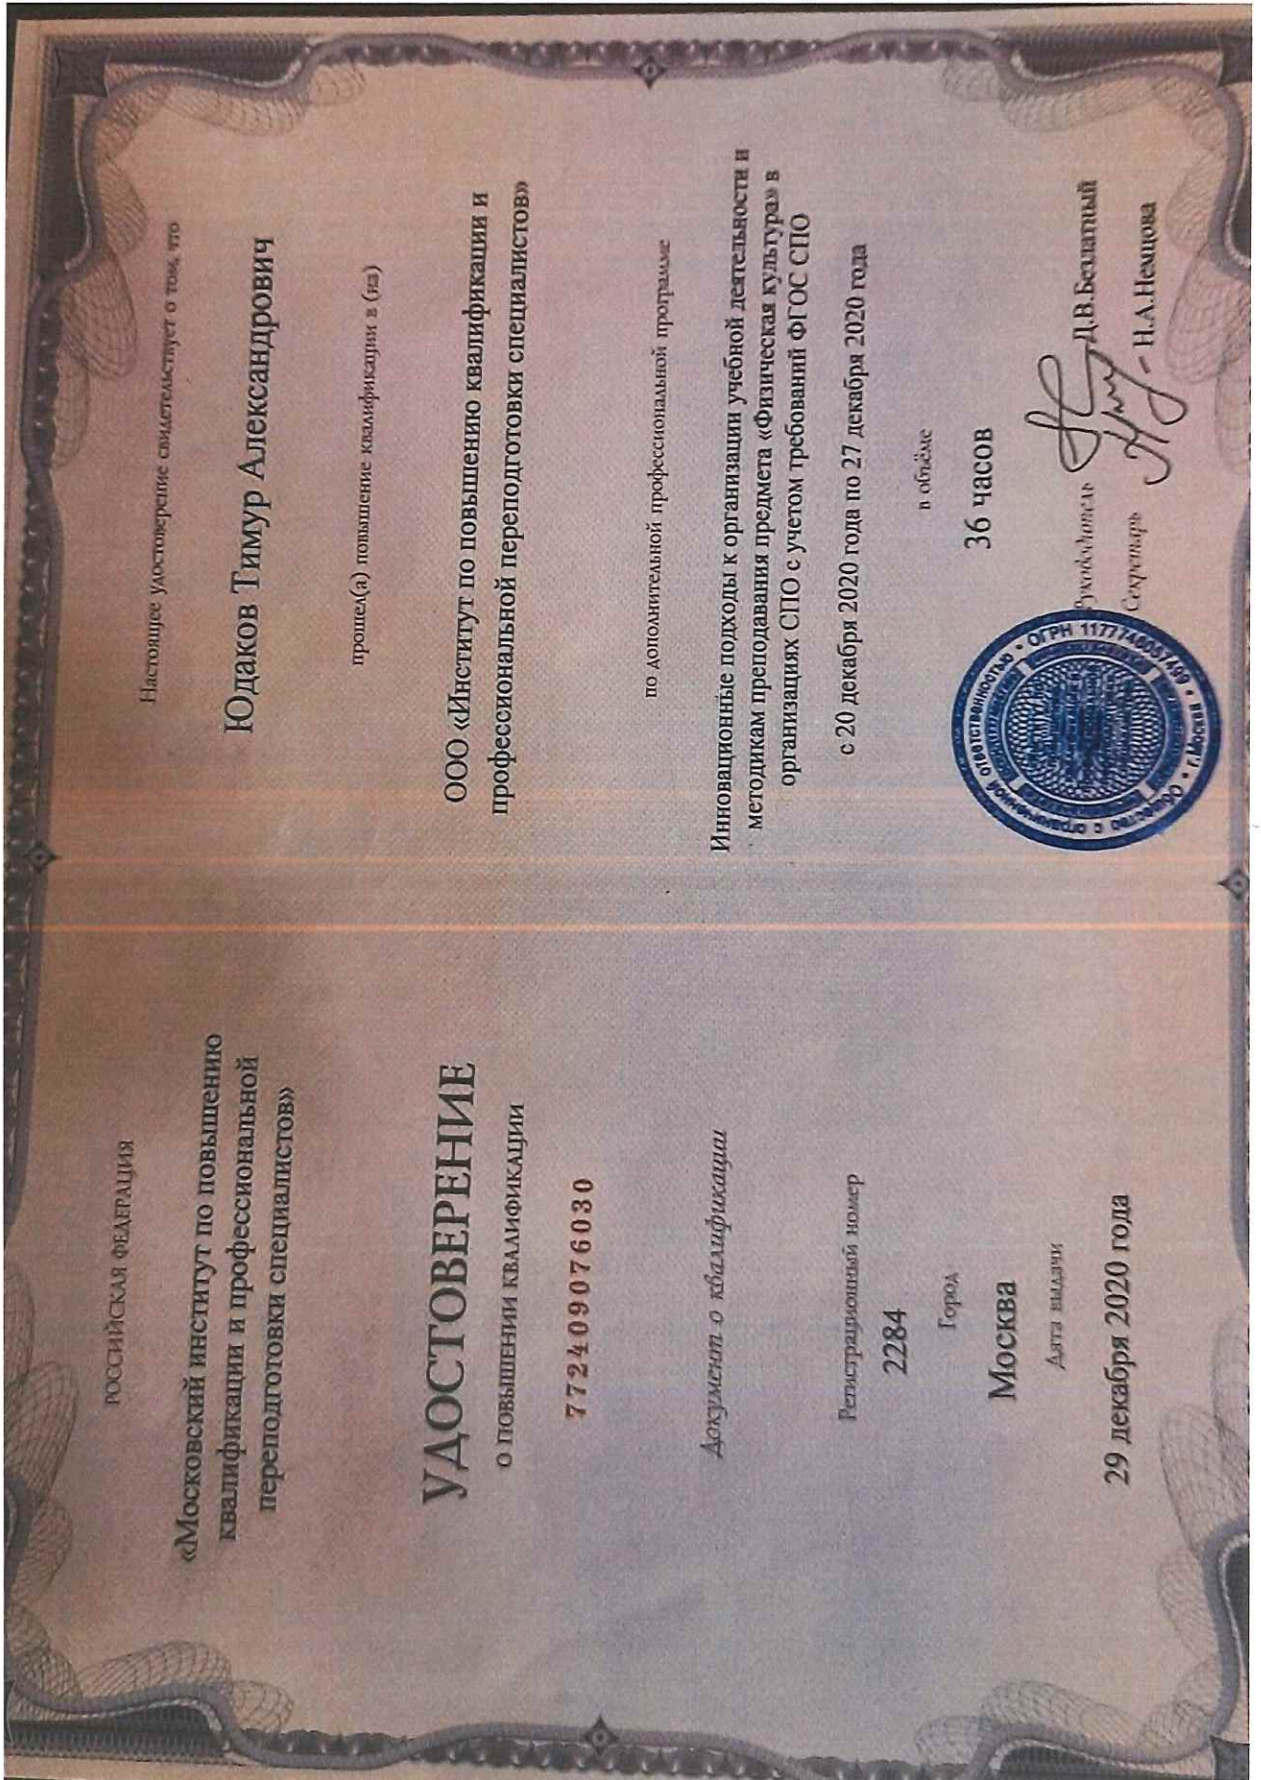 РОССИЙСКАЯ ФЕДЕРАЦИЯ
«Московский институт по повышению
квалификации и профессиональной
переподготовки специалистов»
УДОСТОВЕРЕНИЕ
О ПОВЫШЕНИИ КВАЛИФИКАЦИИ
772409076030
Документ о квалификации
Регистрационный номер
2284
Город
Москва
Дата выдачи
29 декабря 2020 года
Настоящее удостоверение свидетельствует о том, что
Юдаков Тимур Александрович
прошел(а) повышение квалификации в (на)
ООО «Институт по повышению квалификации и
профессиональной переподготовки специалистов»
по дополнительной профессиональной программе
Инновационные подходы к организации учебной деятельности и
методикам преподавания предмета «Физическая культура» в
организациях СПО с учетом требований ФГОС СПО
с 20 декабря 2020 года по 27 декабря 2020 года
в объёме
36 часов
Руководитель Д.В.Безлатный
Секретарь Н.А.Немцова
Общество с ограниченной ответственностью • ОГРН • г.Москва